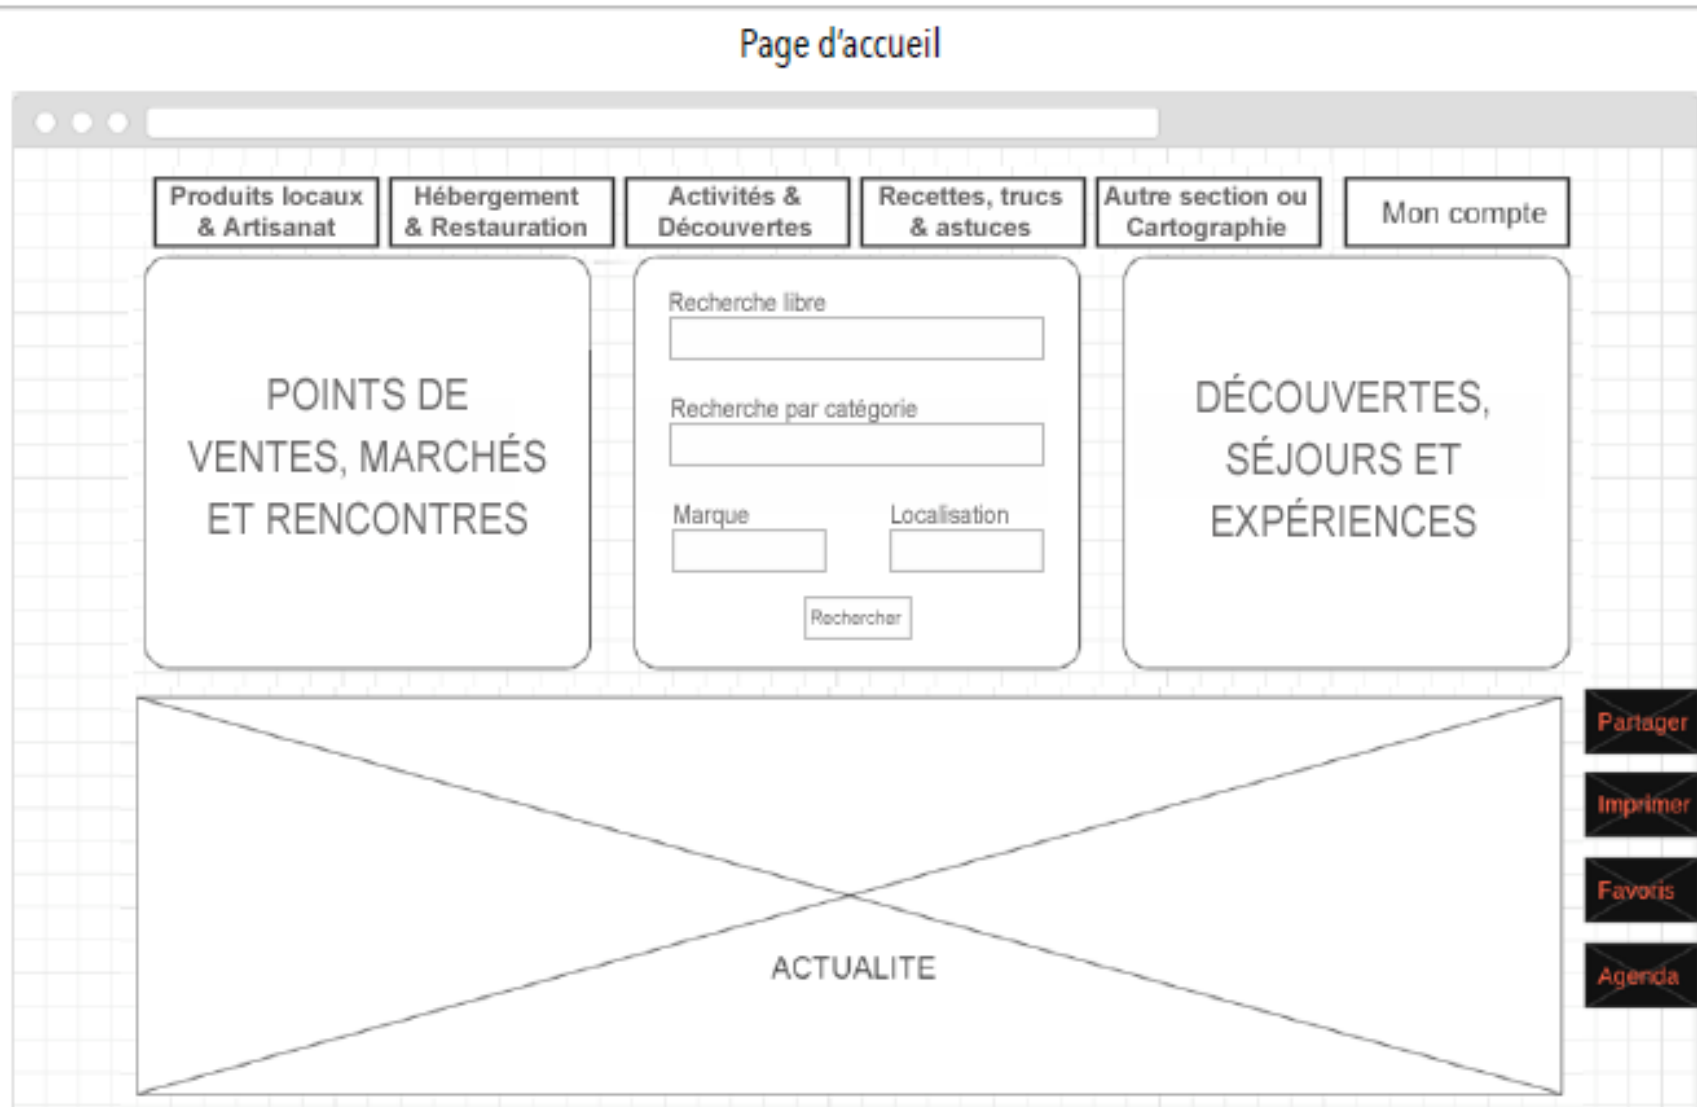 Page d'accueil
Produits locaux
& Artisanat
Hébergement
& Restauration
Activités &
Découvertes
Recettes, trucs
& astuces
Autre section ou
Cartographie
Mon compte
POINTS DE
VENTES, MARCHÉS
ET RENCONTRES
Recherche libre
Recherche par catégorie
Marque
Localisation
Rechercher
DÉCOUVERTES,
SÉJOURS ET
EXPÉRIENCES
ACTUALITE
Partager
Imprimer
Favoris
Agenda